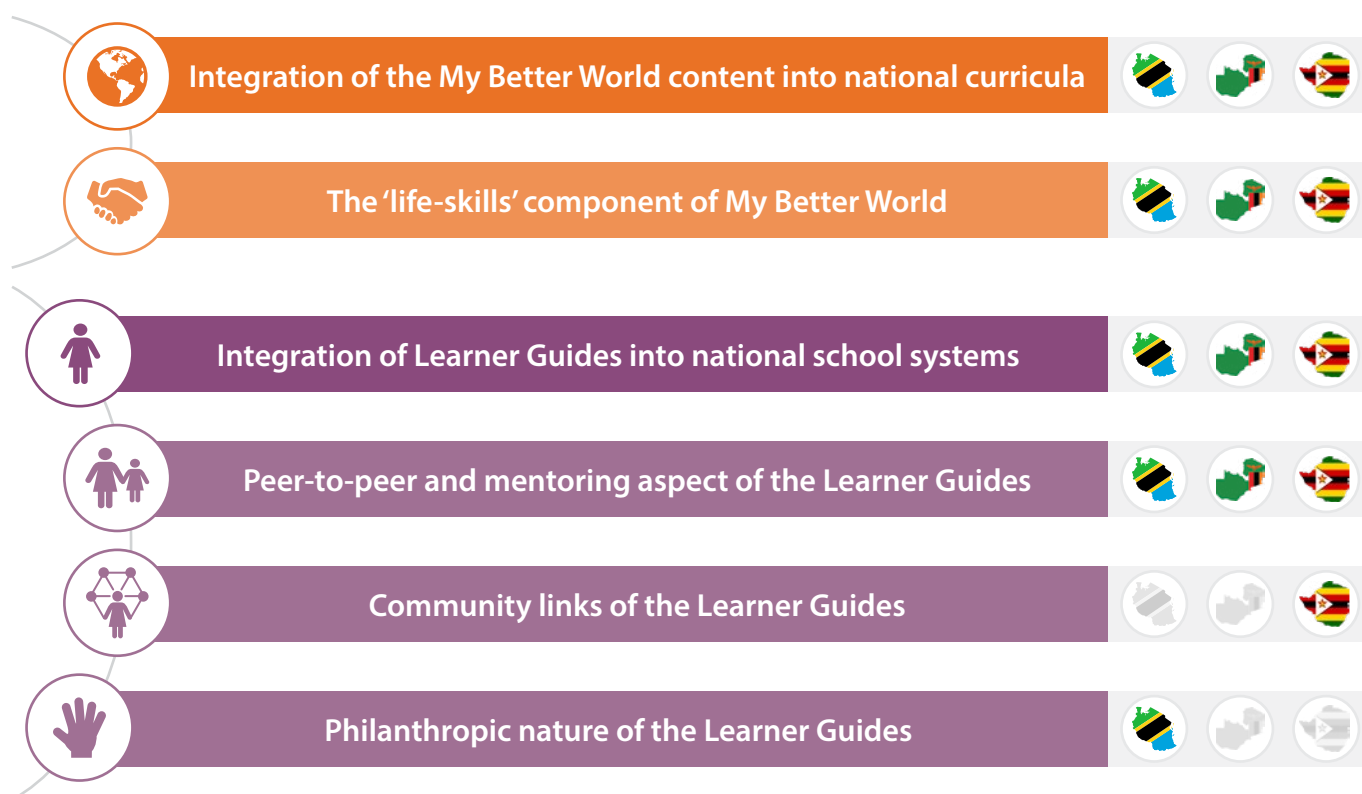 Integration of the My Better World content into national curricula
The ‘life-skills’ component of My Better World
Integration of Learner Guides into national school systems
Peer-to-peer and mentoring aspect of the Learner Guides
Community links of the Learner Guides
Philanthropic nature of the Learner Guides